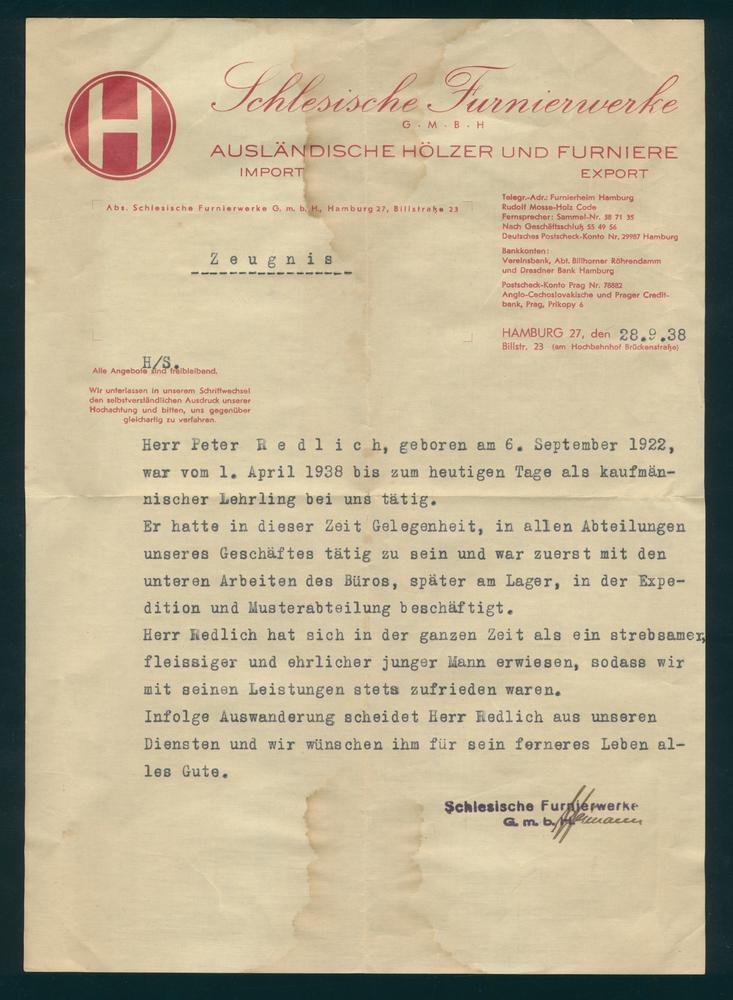 H
Schlesische Furnierwerke
G.M.B.H
AUSLÄNDISCHE HÖLZER UND FURNIERE
IMPORT EXPORT
Abs. Schlesische Furnierwerke G. m. b. H., Hamburg 27, Billstraße 23
Telegr.-Adr.: Furnierheim Hamburg
Rudolf Mosse-Holz Code
Fernsprecher: Sammel-Nr. 38 71 35
Nach Geschäftsschluß 55 49 56
Deutsches Postscheck-Konto Nr. 29987 Hamburg
Bankkonten:
Vereinsbank, Abt. Billhorner Röhrendamm
und Dresdner Bank Hamburg
Postscheck-Konto Prag Nr. 78882
Anglo-Cechoslovakische und Prager Credit-
bank, Prag, Prikopy 6
Zeugnis
HAMBURG 27, den 28.9.38
Billstr. 23 (am Hochbahnhof Brückenstraße)
H/S.
Alle Angebote sind freibleibend.
Wir unterlassen in unserem Schriftwechsel
den selbstverständlichen Ausdruck unserer
Hochachtung und bitten, uns gegenüber
gleichartig zu verfahren.
Herr Peter R e d l i c h, geboren am 6. September 1922,
war vom 1. April 1938 bis zum heutigen Tage als kaufmän-
nischer Lehrling bei uns tätig.
Er hatte in dieser Zeit Gelegenheit, in allen Abteilungen
unseres Geschäftes tätig zu sein und war zuerst mit den
unteren Arbeiten des Büros, später am Lager, in der Expe-
dition und Musterabteilung beschäftigt.
Herr Redlich hat sich in der ganzen Zeit als ein strebsamer,
fleissiger und ehrlicher junger Mann erwiesen, sodass wir
mit seinen Leistungen stets zufrieden waren.
Infolge Auswanderung scheidet Herr Redlich aus unseren
Diensten und wir wünschen ihm für sein ferneres Leben al-
les Gute.
Schlesische Furnierwerke
G. m. b. H.